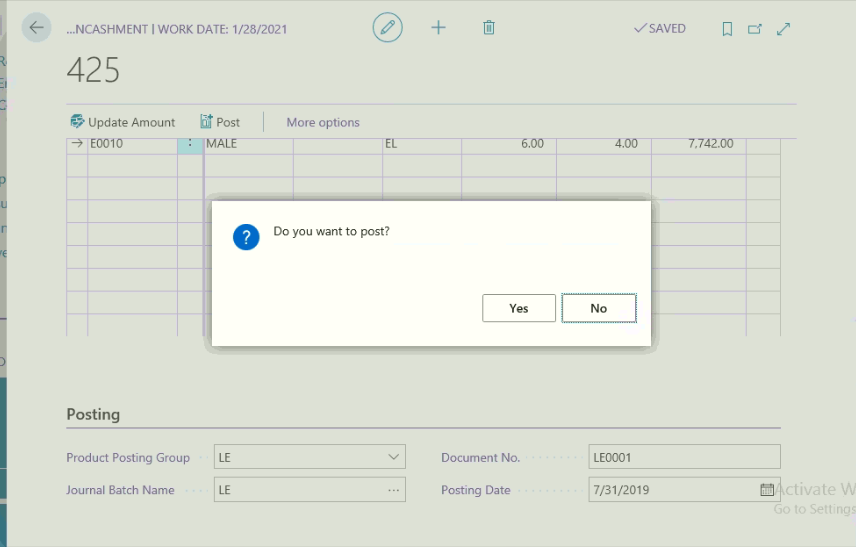 ...NCASHMENT | WORK DATE: 1/28/2021
✓SAVED
425
Update Amount Post More options
E0010 MALE EL 6.00 4.00 7,742.00
Do you want to post?
Yes No
Posting
Product Posting Group LE Document No. LE0001
Journal Batch Name LE ... Posting Date 7/31/2019
Activate W
Go to Settings